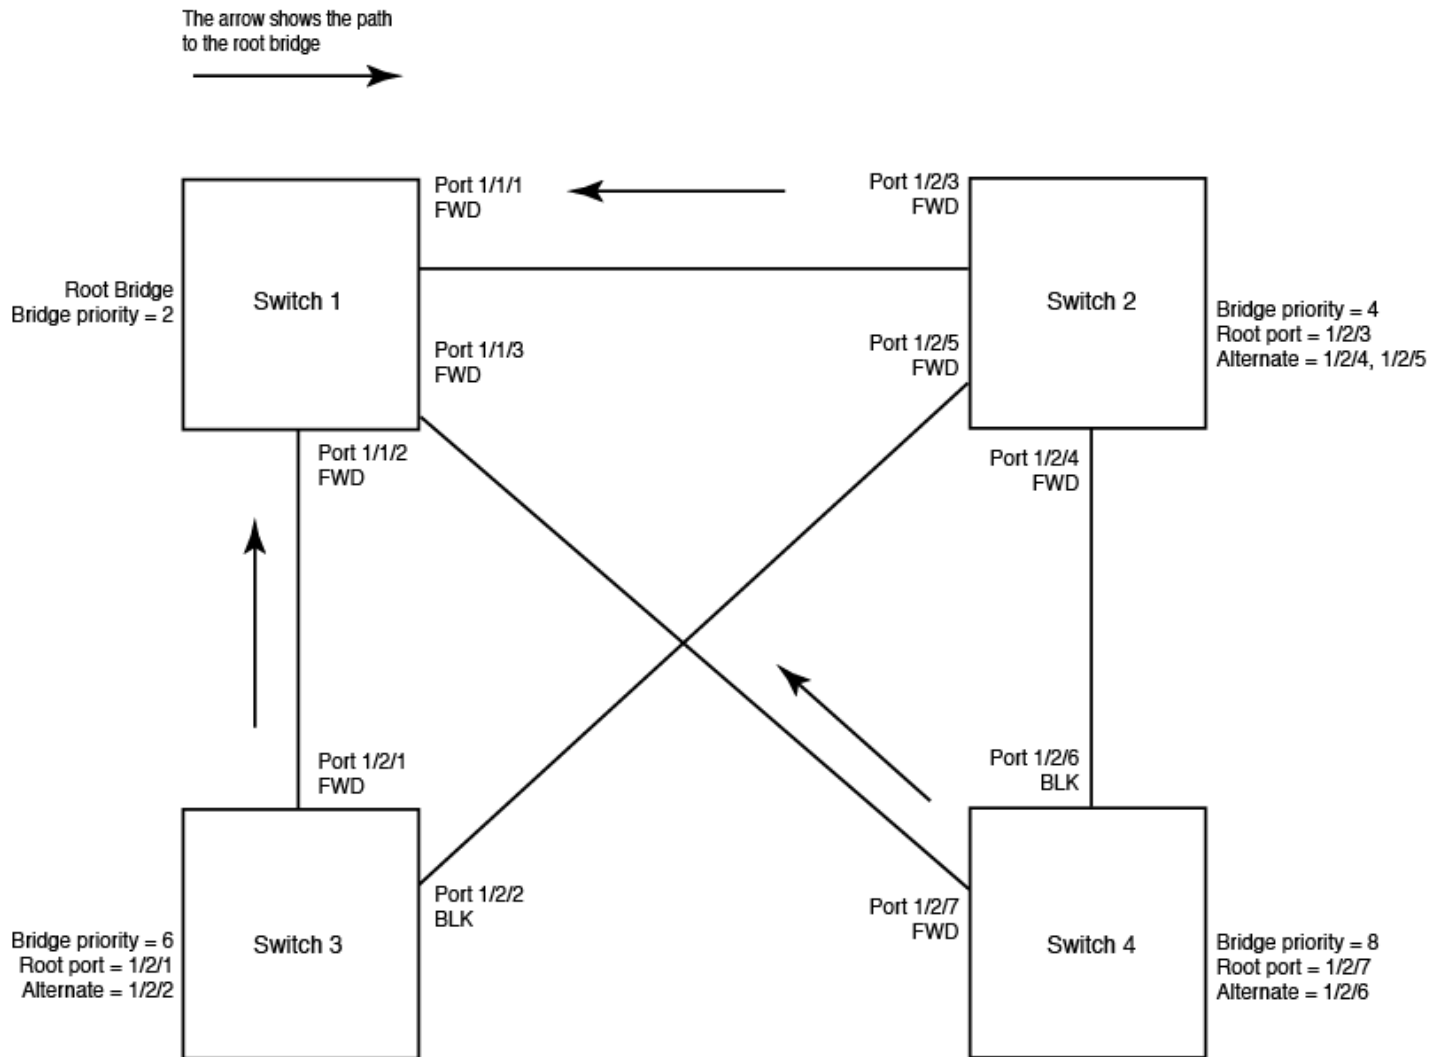 The arrow shows the path
to the root bridge
Port 1/1/1
FWD
Port 1/2/3
FWD
Root Bridge
Bridge priority = 2
Switch 1
Switch 2
Bridge priority = 4
Root port = 1/2/3
Alternate = 1/2/4, 1/2/5
Port 1/1/3
FWD
Port 1/2/5
FWD
Port 1/1/2
FWD
Port 1/2/4
FWD
Port 1/2/1
FWD
Port 1/2/6
BLK
Port 1/2/2
BLK
Port 1/2/7
FWD
Bridge priority = 6
Root port = 1/2/1
Alternate = 1/2/2
Switch 3
Switch 4
Bridge priority = 8
Root port = 1/2/7
Alternate = 1/2/6